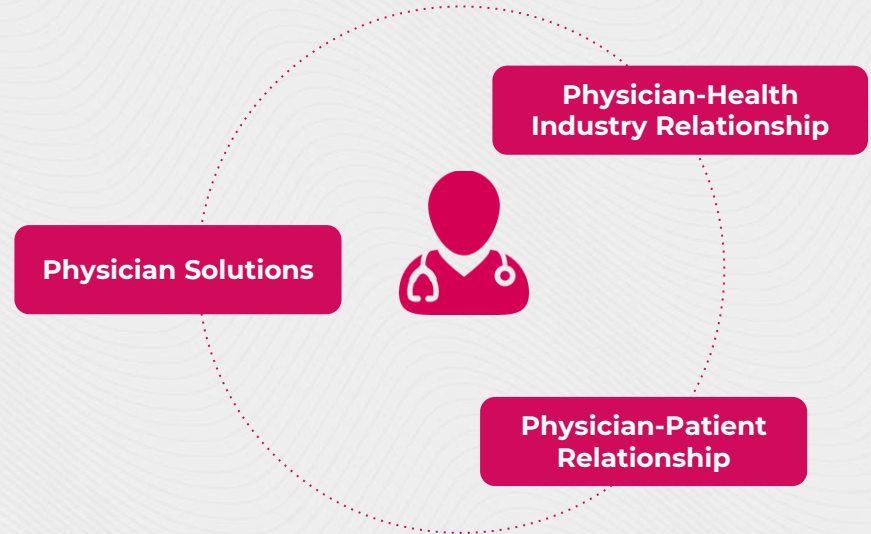 Physician-Health
Industry Relationship
Physician Solutions
Physician-Patient
Relationship